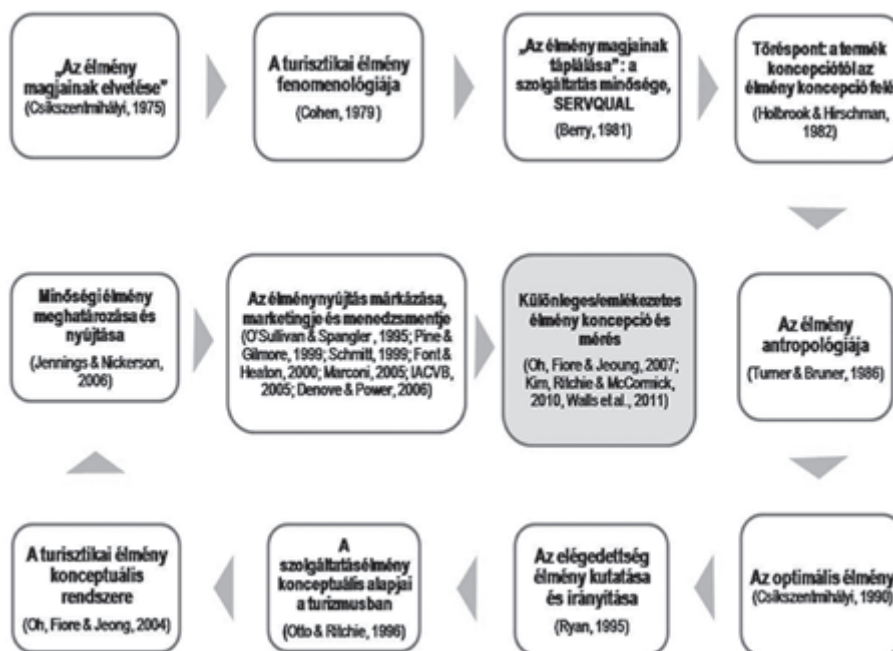 „Az élmény
magjainak elvetése”
(Csíkszentmihályi, 1975)
A turisztikai élmény
fenomenológiája
(Cohen, 1979)
„Az élmény magjainak
táplálása” : a
szolgáltatás minősége,
SERVQUAL
(Berry, 1981)
Töréspont: a termék
koncepciótól az
élmény koncepció felé
(Holbrook & Hirschman,
1982)
Az élmény
antropológiája
(Turner & Bruner, 1986)
Az optimális élmény
(Csíkszentmihályi, 1990)
Az elégedettség
élmény kutatása
és irányítása
(Ryan, 1995)
A
szolgáltatásélmény
konceptuális alapjai
a turizmusban
(Otto & Ritchie, 1996)
A turisztikai élmény
konceptuális
rendszere
(Oh, Fiore & Jeong, 2004)
Minőségi élmény
meghatározása és
nyújtása
(Jennings & Nickerson,
2006)
Az élménynyújtás márkázása,
marketingje és menedzsmentje
(O'Sullivan & Spangler, 1995; Pine &
Gilmore, 1999; Schmitt, 1999; Font &
Heaton, 2000; Marconi, 2005; IACVB,
2005; Denove & Power, 2006)
Különleges/emlékezetes
élmény koncepció és
mérés
(Oh, Fiore & Jeoung, 2007;
Kim, Ritchie & McCormick,
2010, Walls et al., 2011)